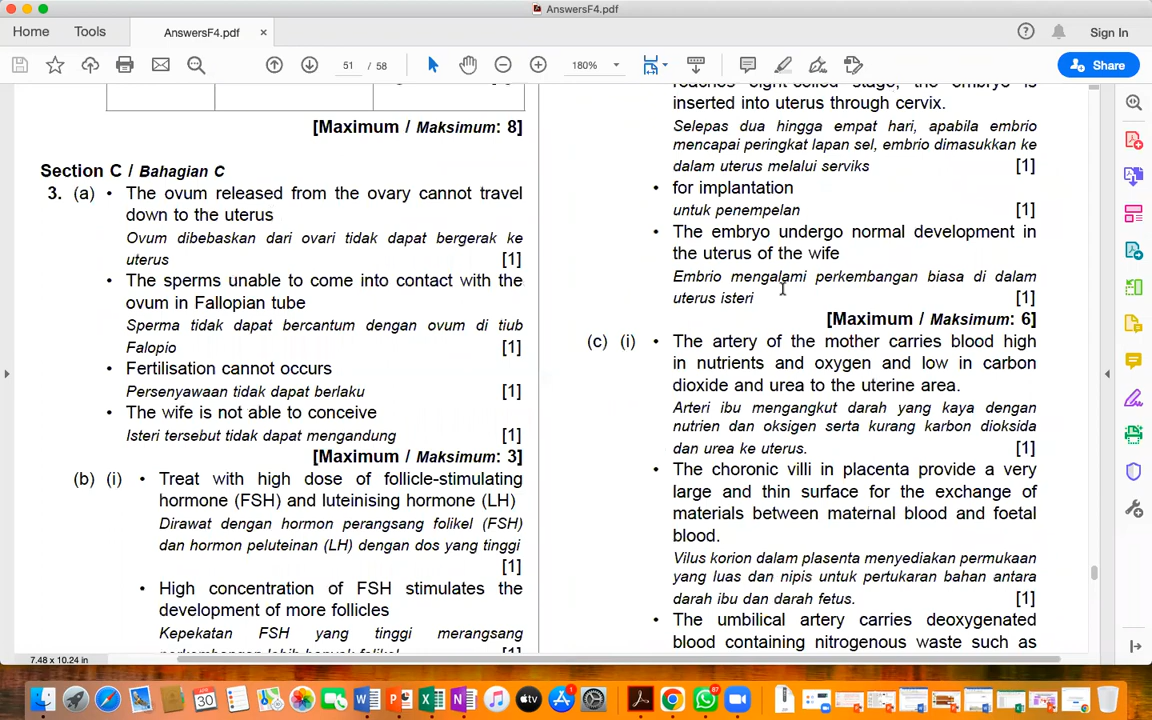 AnswersF4.pdf
Home
Tools
AnswersF4.pdf
Sign In
51 / 58
180%
Share
[Maximum / Maksimum: 8]
Section C / Bahagian C
3. (a) • The ovum released from the ovary cannot travel
down to the uterus
Ovum dibebaskan dari ovari tidak dapat bergerak ke
uterus [1]
• The sperms unable to come into contact with the
ovum in Fallopian tube
Sperma tidak dapat bercantum dengan ovum di tiub
Falopio [1]
• Fertilisation cannot occurs
Persenyawaan tidak dapat berlaku [1]
• The wife is not able to conceive
Isteri tersebut tidak dapat mengandung [1]
[Maximum / Maksimum: 3]
(b) (i) • Treat with high dose of follicle-stimulating
hormone (FSH) and luteinising hormone (LH)
Dirawat dengan hormon perangsang folikel (FSH)
dan hormon peluteinan (LH) dengan dos yang tinggi
[1]
• High concentration of FSH stimulates the
development of more follicles
Kepekatan FSH yang tinggi merangsang
perkembangan lebih banyak folikel [1]
reaches eight-celled stage, the embryo is
inserted into uterus through cervix.
Selepas dua hingga empat hari, apabila embrio
mencapai peringkat lapan sel, embrio dimasukkan ke
dalam uterus melalui serviks [1]
• for implantation
untuk penempelan [1]
• The embryo undergo normal development in
the uterus of the wife
Embrio mengalami perkembangan biasa di dalam
uterus isteri [1]
[Maximum / Maksimum: 6]
(c) (i) • The artery of the mother carries blood high
in nutrients and oxygen and low in carbon
dioxide and urea to the uterine area.
Arteri ibu mengangkut darah yang kaya dengan
nutrien dan oksigen serta kurang karbon dioksida
dan urea ke uterus. [1]
• The choronic villi in placenta provide a very
large and thin surface for the exchange of
materials between maternal blood and foetal
blood.
Vilus korion dalam plasenta menyediakan permukaan
yang luas dan nipis untuk pertukaran bahan antara
darah ibu dan darah fetus. [1]
• The umbilical artery carries deoxygenated
blood containing nitrogenous waste such as
7.48 x 10.24 in